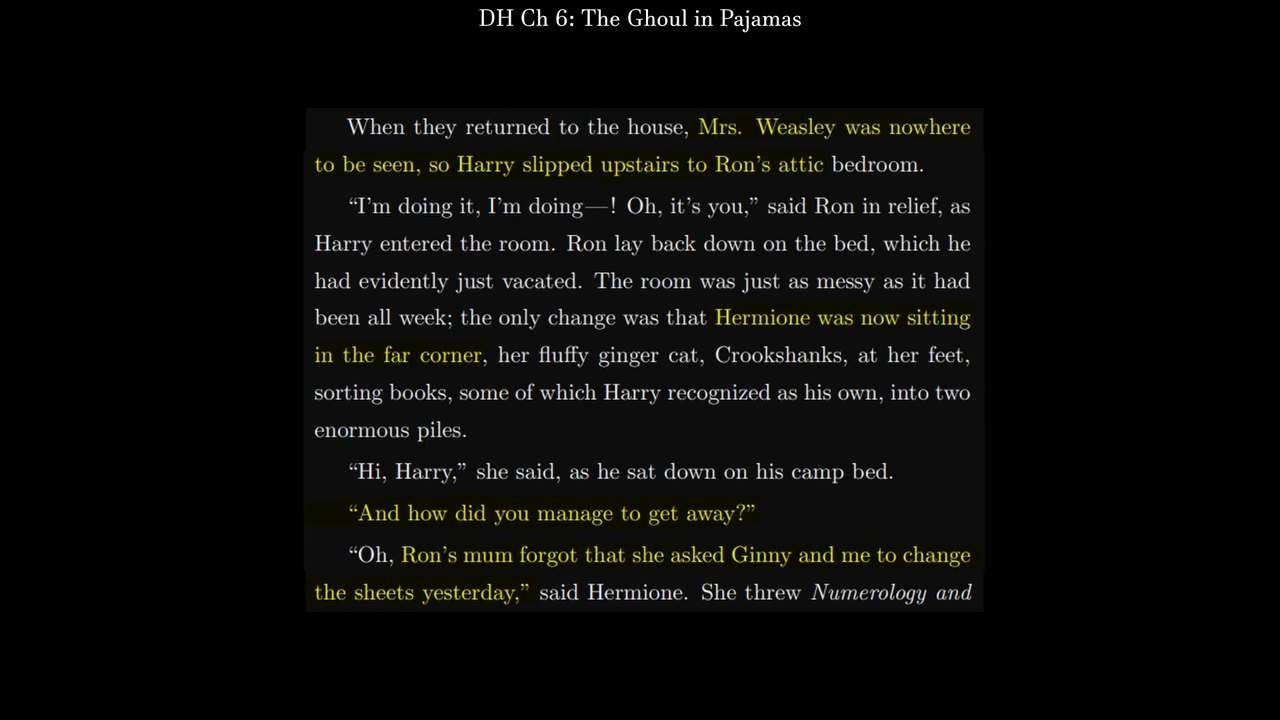 DH Ch 6: The Ghoul in Pajamas
When they returned to the house, Mrs. Weasley was nowhere
to be seen, so Harry slipped upstairs to Ron’s attic bedroom.
“I’m doing it, I’m doing—! Oh, it’s you,” said Ron in relief, as
Harry entered the room. Ron lay back down on the bed, which he
had evidently just vacated. The room was just as messy as it had
been all week; the only change was that Hermione was now sitting
in the far corner, her fluffy ginger cat, Crookshanks, at her feet,
sorting books, some of which Harry recognized as his own, into two
enormous piles.
“Hi, Harry,” she said, as he sat down on his camp bed.
“And how did you manage to get away?”
“Oh, Ron’s mum forgot that she asked Ginny and me to change
the sheets yesterday,” said Hermione. She threw Numerology and